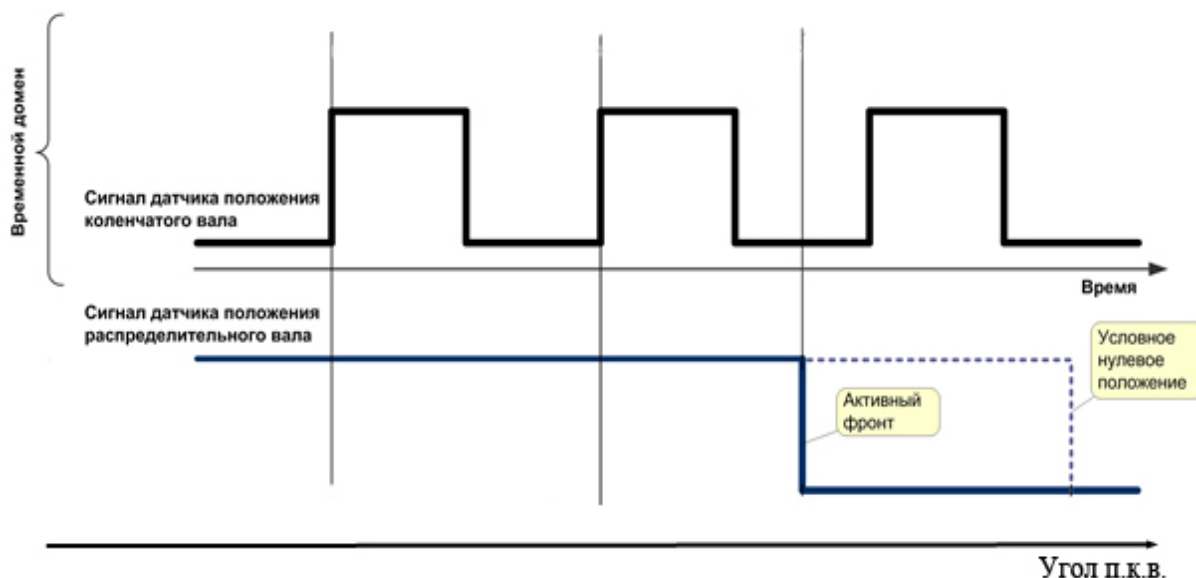 Временной домен
Сигнал датчика положения
коленчатого вала
Время
Сигнал датчика положения
распределительного вала
Условное
нулевое
положение
Активный
фронт
Угол п.к.в.